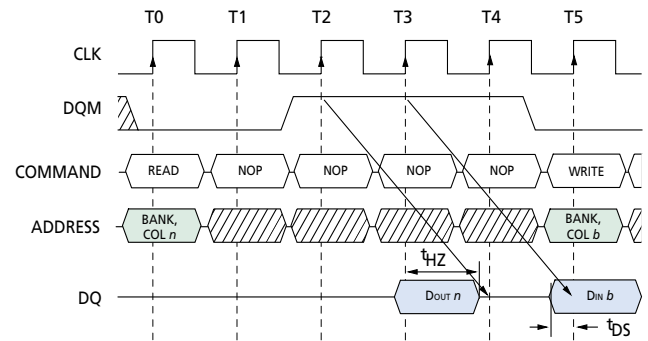 T0 T1 T2 T3 T4 T5
CLK
DQM
COMMAND READ NOP NOP NOP NOP WRITE
ADDRESS BANK, COL n BANK, COL b
tHZ
DQ DOUT n DIN b
tDS